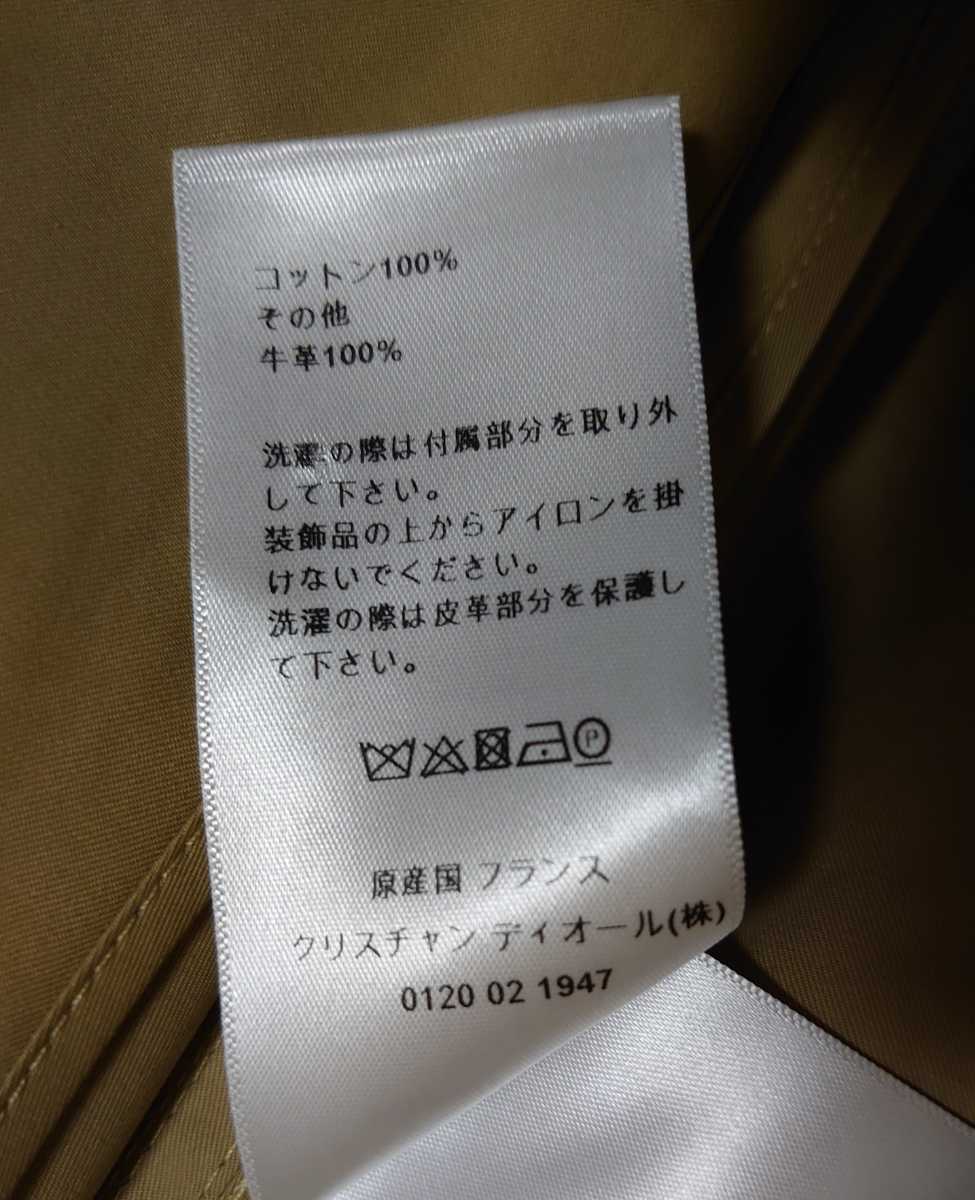 コットン100%
その他
牛革100%
洗濯の際は付属部分を取り外
して下さい。
装飾品の上からアイロンを掛
けないでください。
洗濯の際は皮革部分を保護し
て下さい。
P
原産国 フランス
クリスチャン ディオール(株)
0120 02 1947